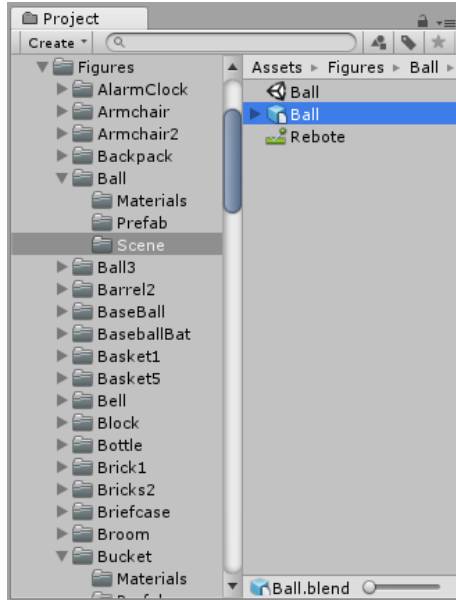 Project
Create
Figures
AlarmClock
Armchair
Armchair2
Backpack
Ball
Materials
Prefab
Scene
Ball3
Barrel2
BaseBall
BaseballBat
Basket1
Basket5
Bell
Block
Bottle
Brick1
Bricks2
Briefcase
Broom
Bucket
Materials
Assets Figures Ball
Ball
Ball
Rebote
Ball.blend